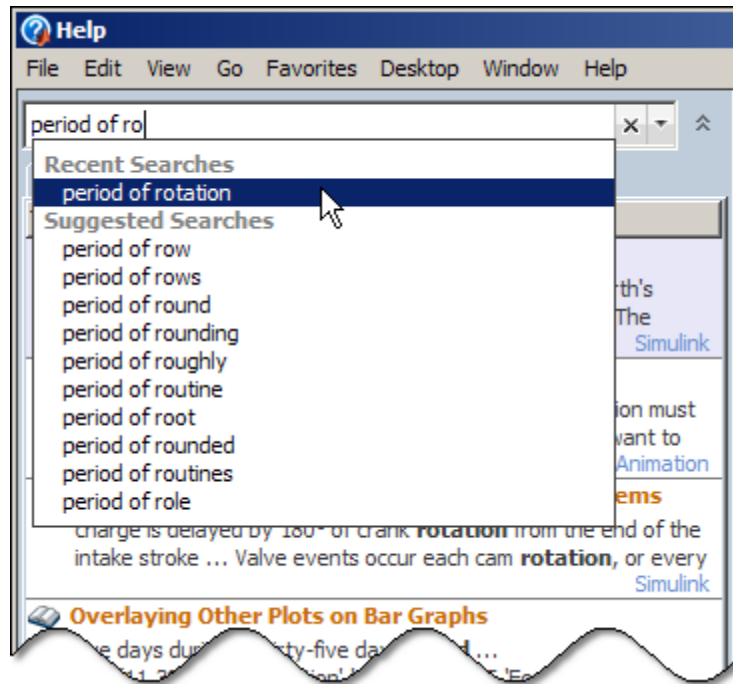 Help
File Edit View Go Favorites Desktop Window Help
period of ro
Recent Searches
period of rotation
Suggested Searches
period of row
period of rows
period of round
period of rounding
period of roughly
period of routine
period of root
period of rounded
period of routines
period of role
th's
The
Simulink
ion must
want to
Animation
ems
charge is delayed by 180° of crank rotation from the end of the
intake stroke ... Valve events occur each cam rotation, or every
Simulink
Overlaying Other Plots on Bar Graphs
days